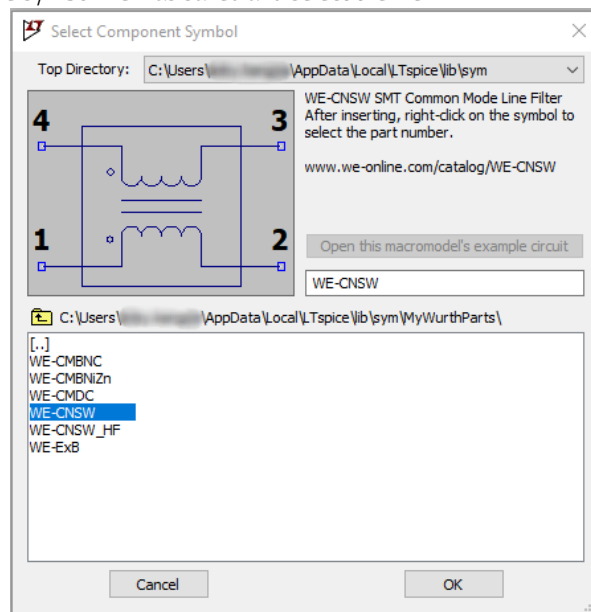 Select Component Symbol
Top Directory: C:\Users\ \AppData\Local\LTspice\lib\sym
WE-CNSW SMT Common Mode Line Filter
After inserting, right-click on the symbol to
select the part number.
www.we-online.com/catalog/WE-CNSW
4 3
1 2
Open this macromodel's example circuit
WE-CNSW
C:\Users\ \AppData\Local\LTspice\lib\sym\MyWurthParts\
[..]
WE-CMBNC
WE-CMBNiZn
WE-CMDC
WE-CNSW
WE-CNSW_HF
WE-ExB
Cancel OK